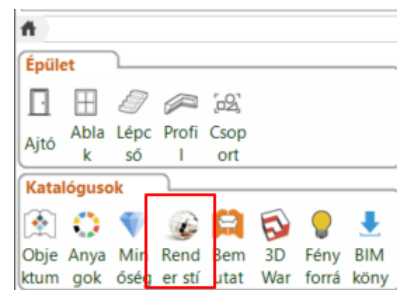 Épület
Ajtó Abla Lépc Profi Csop
k ső l ort
Katalógusok
Obje Anya Min Rend Bem 3D Fény BIM
ktum gok őség er stí utat War forrá köny